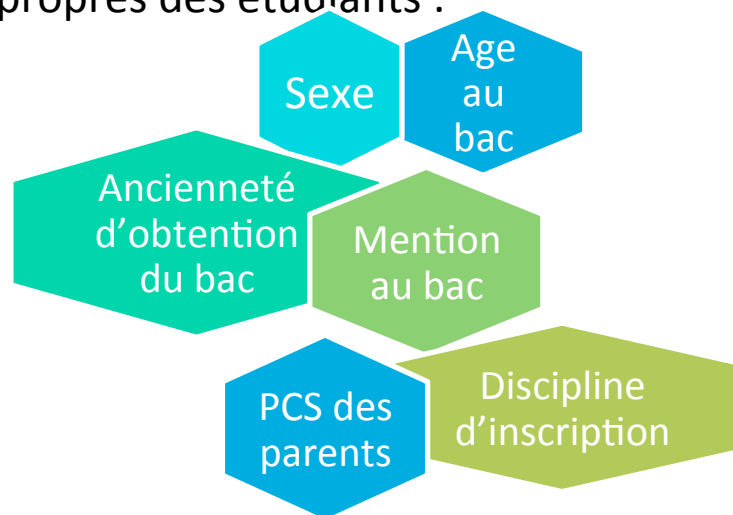 propres des étudiants :
Sexe
Age
au
bac
Ancienneté
d'obtention
du bac
Mention
au bac
PCS des
parents
Discipline
d'inscription